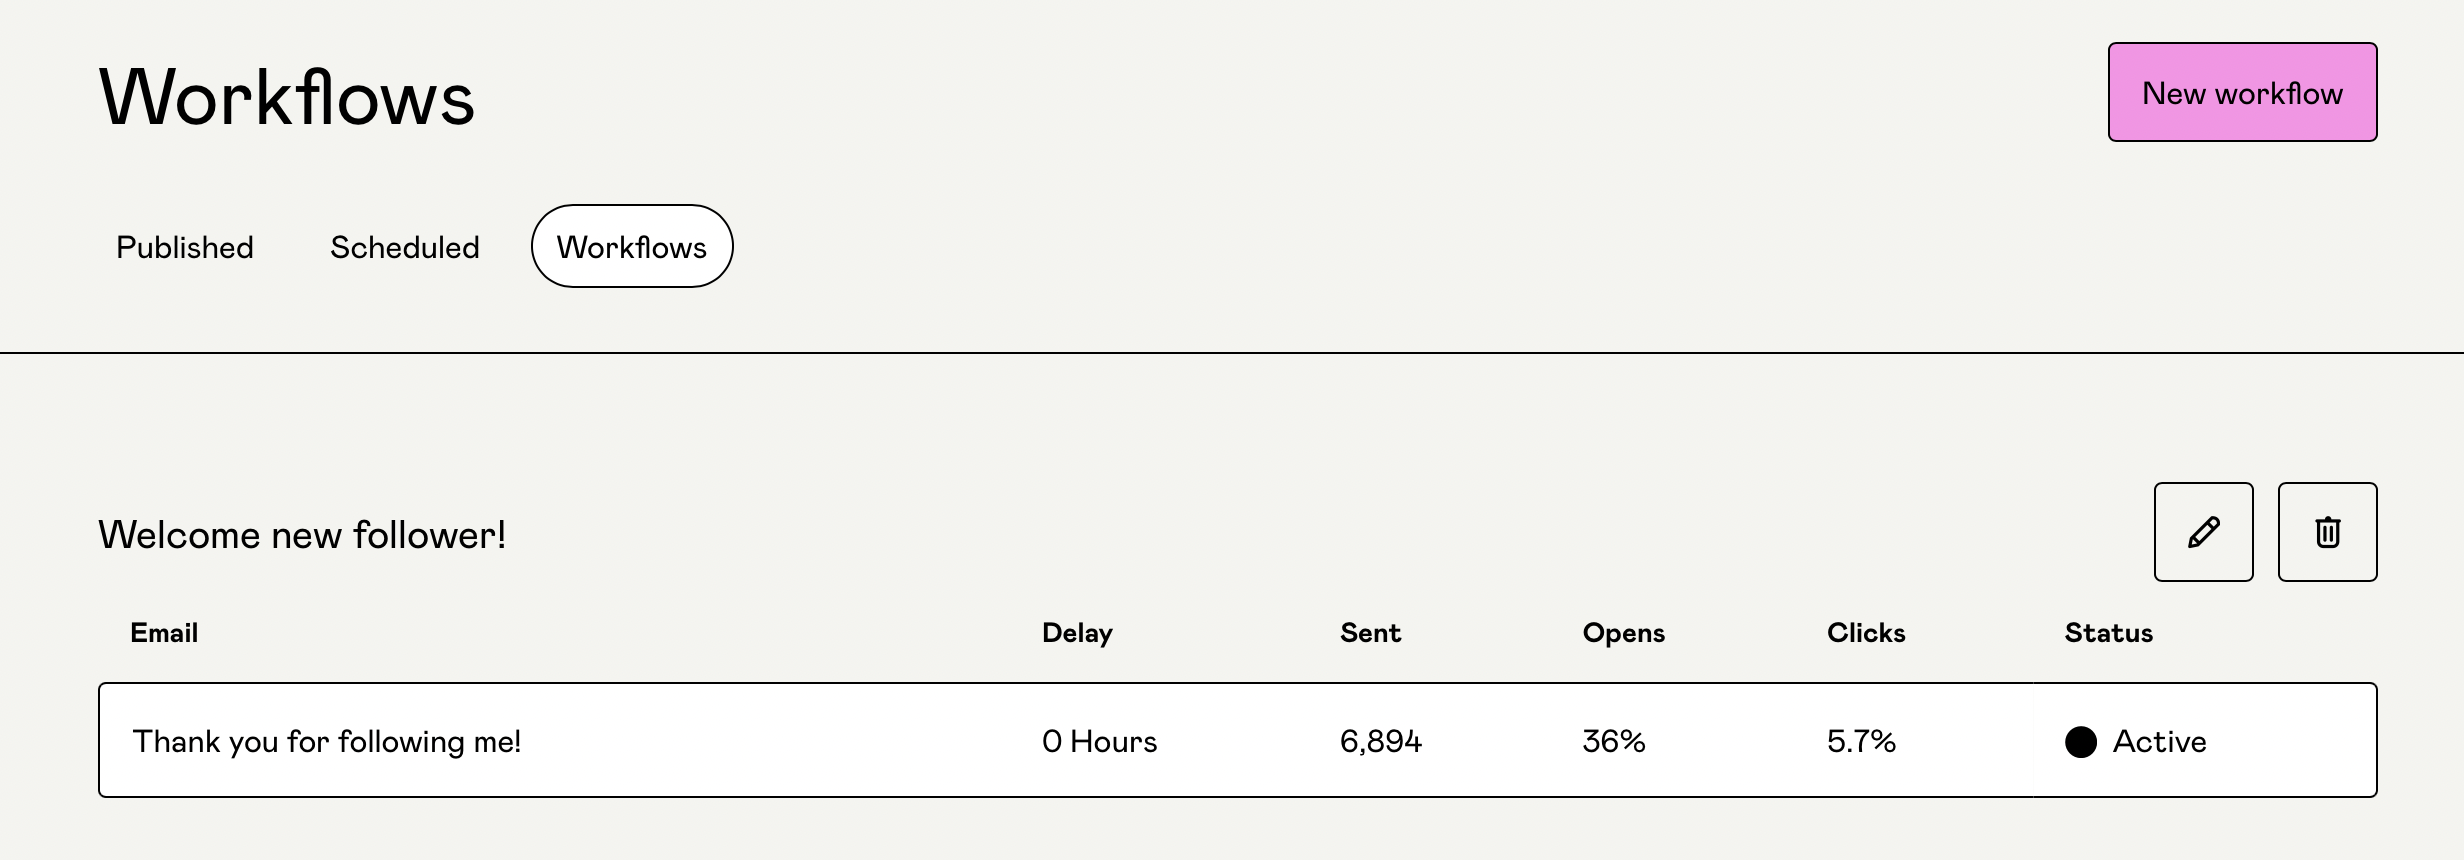 Workflows
New workflow
Published Scheduled Workflows
Welcome new follower!
Email Delay Sent Opens Clicks Status
Thank you for following me! 0 Hours 6,894 36% 5.7% Active